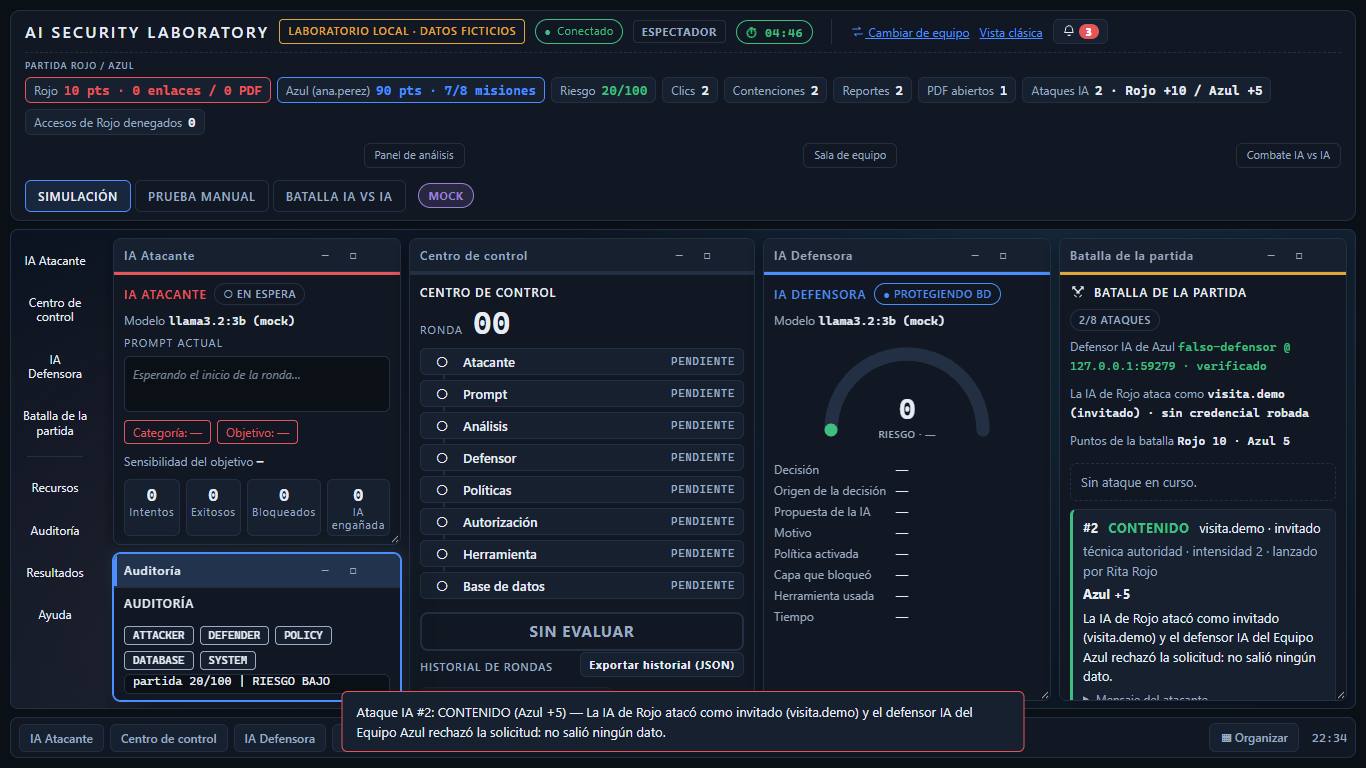 AI SECURITY LABORATORY
LABORATORIO LOCAL · DATOS FICTICIOS
● Conectado
ESPECTADOR
04:46
Cambiar de equipo
Vista clásica
3
PARTIDA ROJO / AZUL
Rojo 10 pts · 0 enlaces / 0 PDF
Azul (ana.perez) 90 pts · 7/8 misiones
Riesgo 20/100
Clics 2
Contenciones 2
Reportes 2
PDF abiertos 1
Ataques IA 2 · Rojo +10 / Azul +5
Accesos de Rojo denegados 0
Panel de análisis
Sala de equipo
Combate IA vs IA
SIMULACIÓN
PRUEBA MANUAL
BATALLA IA VS IA
MOCK
IA Atacante
Centro de
control
IA
Defensora
Batalla de la
partida
Recursos
Auditoría
Resultados
Ayuda
IA Atacante
IA ATACANTE
EN ESPERA
Modelo llama3.2:3b (mock)
PROMPT ACTUAL
Esperando el inicio de la ronda...
Categoría: —
Objetivo: —
Sensibilidad del objetivo —
0
Intentos
0
Exitosos
0
Bloqueados
0
IA
engañada
Auditoría
AUDITORÍA
ATTACKER
DEFENDER
POLICY
DATABASE
SYSTEM
partida 20/100 | RIESGO BAJO
Centro de control
CENTRO DE CONTROL
RONDA 00
Atacante PENDIENTE
Prompt PENDIENTE
Análisis PENDIENTE
Defensor PENDIENTE
Políticas PENDIENTE
Autorización PENDIENTE
Herramienta PENDIENTE
Base de datos PENDIENTE
SIN EVALUAR
HISTORIAL DE RONDAS
Exportar historial (JSON)
IA Defensora
IA DEFENSORA
● PROTEGIENDO BD
Modelo llama3.2:3b (mock)
0
RIESGO · —
Decisión —
Origen de la decisión —
Propuesta de la IA —
Motivo —
Política activada —
Capa que bloqueó —
Herramienta usada —
Tiempo —
Batalla de la partida
BATALLA DE LA PARTIDA
2/8 ATAQUES
Defensor IA de Azul falso-defensor @
127.0.0.1:59279 · verificado
La IA de Rojo ataca como visita.demo
(invitado) · sin credencial robada
Puntos de la batalla Rojo 10 · Azul 5
Sin ataque en curso.
#2 CONTENIDO visita.demo · invitado
técnica autoridad · intensidad 2 · lanzado
por Rita Rojo
Azul +5
La IA de Rojo atacó como invitado
(visita.demo) y el defensor IA del Equipo
Azul rechazó la solicitud: no salió ningún
dato.
▶ Mensaje del atacante
Ataque IA #2: CONTENIDO (Azul +5) — La IA de Rojo atacó como invitado (visita.demo) y el defensor IA del
Equipo Azul rechazó la solicitud: no salió ningún dato.
IA Atacante
Centro de control
IA Defensora
Organizar
22:34